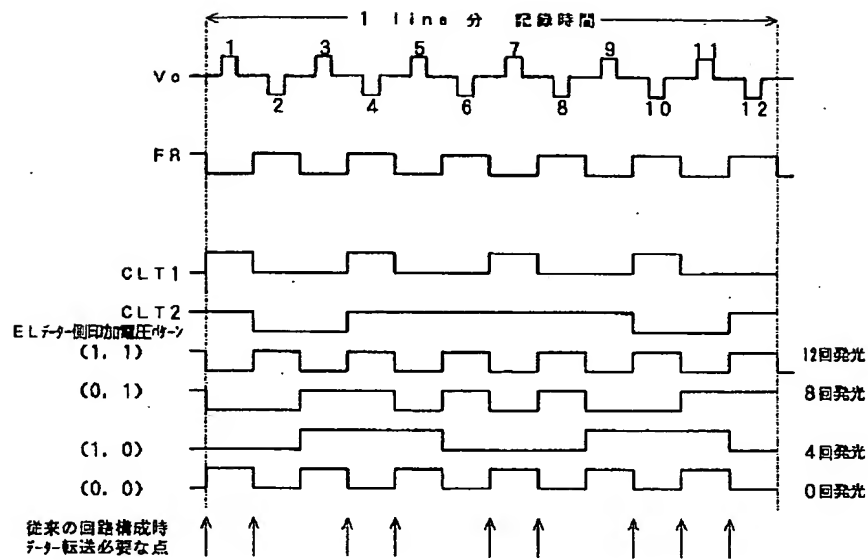 1 line 分 記録時間
1 3 5 7 9 11
Vo
2 4 6 8 10 12
FR
CLT1
CLT2
ELデーター側印加電圧パターン
(1, 1) 12回発光
(0, 1) 8回発光
(1, 0) 4回発光
(0, 0) 0回発光
従来の回路構成時
データー転送必要な点